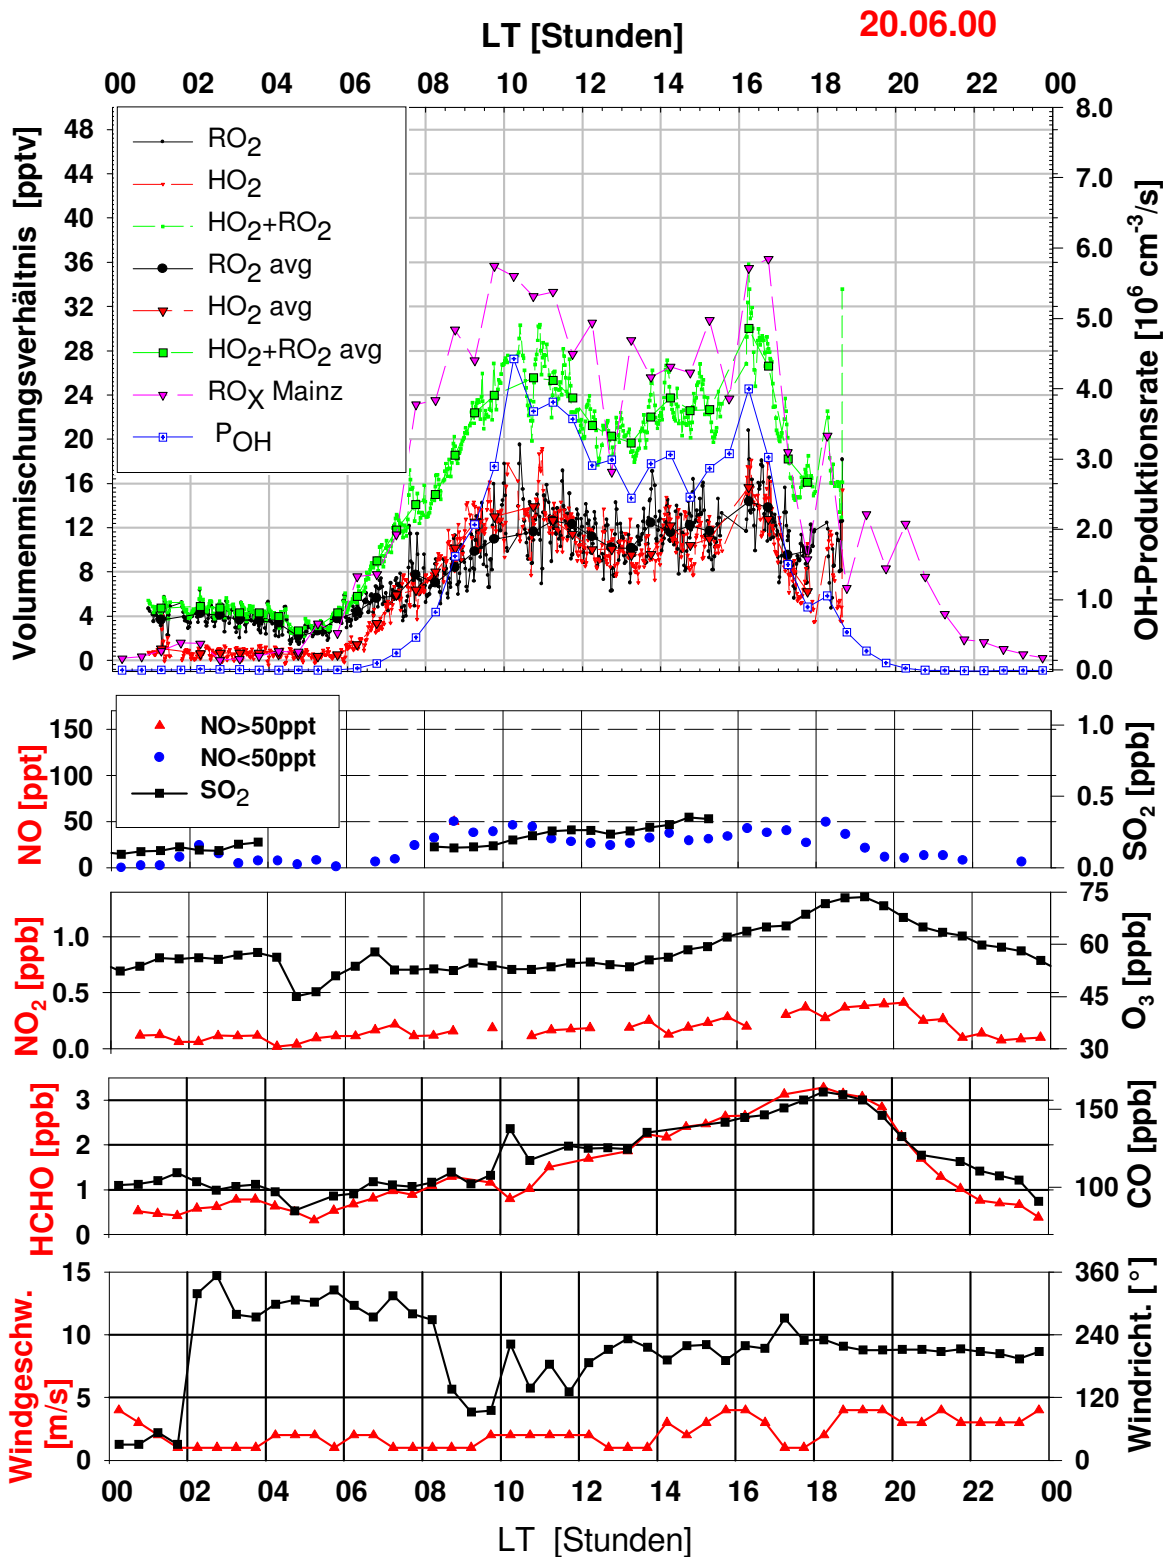 20.06.00
LT [Stunden]
00 02 04 06 08 10 12 14 16 18 20 22 00
Volumenmischungsverhältnis [pptv]
48
44
40
36
32
28
24
20
16
12
8
4
0
RO2
HO2
HO2+RO2
RO2 avg
HO2 avg
HO2+RO2 avg
ROX Mainz
POH
8.0
7.0
6.0
5.0
4.0
3.0
2.0
1.0
0.0
OH-Produktionsrate [10^6 cm^-3/s]
NO [ppt]
150
100
50
0
NO>50ppt
NO<50ppt
SO2
1.0
0.5
0.0
SO2 [ppb]
NO2 [ppb]
1.0
0.5
0.0
75
60
45
30
O3 [ppb]
HCHO [ppb]
3
2
1
0
150
100
CO [ppb]
Windgeschw.
[m/s]
15
10
5
0
360
240
120
0
Windricht. [°]
00 02 04 06 08 10 12 14 16 18 20 22 00
LT [Stunden]